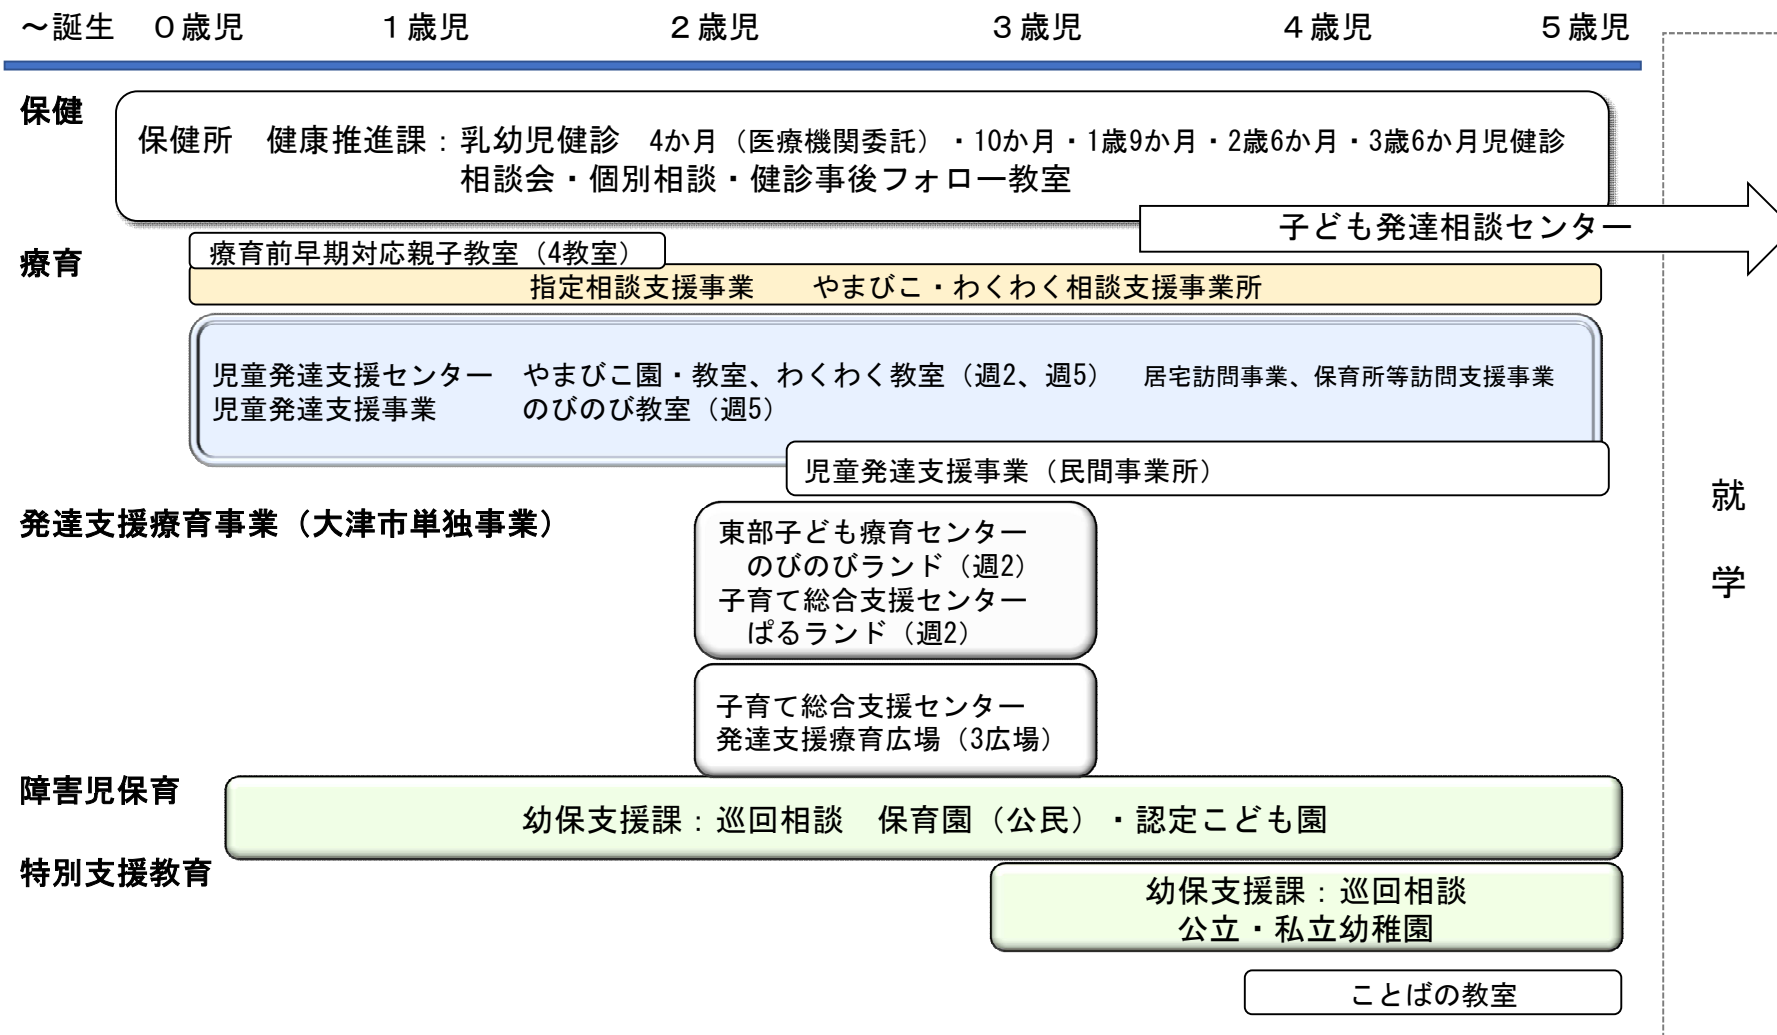 ～誕生　０歳児　１歳児　２歳児　３歳児　４歳児　５歳児
保健
保健所　健康推進課：乳幼児健診　4か月（医療機関委託）・10か月・1歳9か月・2歳6か月・3歳6か月児健診
相談会・個別相談・健診事後フォロー教室
子ども発達相談センター
療育
療育前早期対応親子教室（4教室）
指定相談支援事業　やまびこ・わくわく相談支援事業所
児童発達支援センター　やまびこ園・教室、わくわく教室（週2、週5）　居宅訪問事業、保育所等訪問支援事業
児童発達支援事業　のびのび教室（週5）
児童発達支援事業（民間事業所）
発達支援療育事業（大津市単独事業）
東部子ども療育センター
のびのびランド（週2）
子育て総合支援センター
ぱるランド（週2）
子育て総合支援センター
発達支援療育広場（3広場）
障害児保育
幼保支援課：巡回相談　保育園（公民）・認定こども園
特別支援教育
幼保支援課：巡回相談
公立・私立幼稚園
ことばの教室
就
学